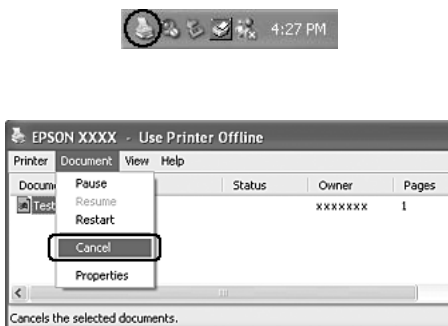 4:27 PM
EPSON XXXX - Use Printer Offline
Printer Document View Help
Docume Status Owner Pages
Test xxxxxxx 1
Pause
Resume
Restart
Cancel
Properties
Cancels the selected documents.